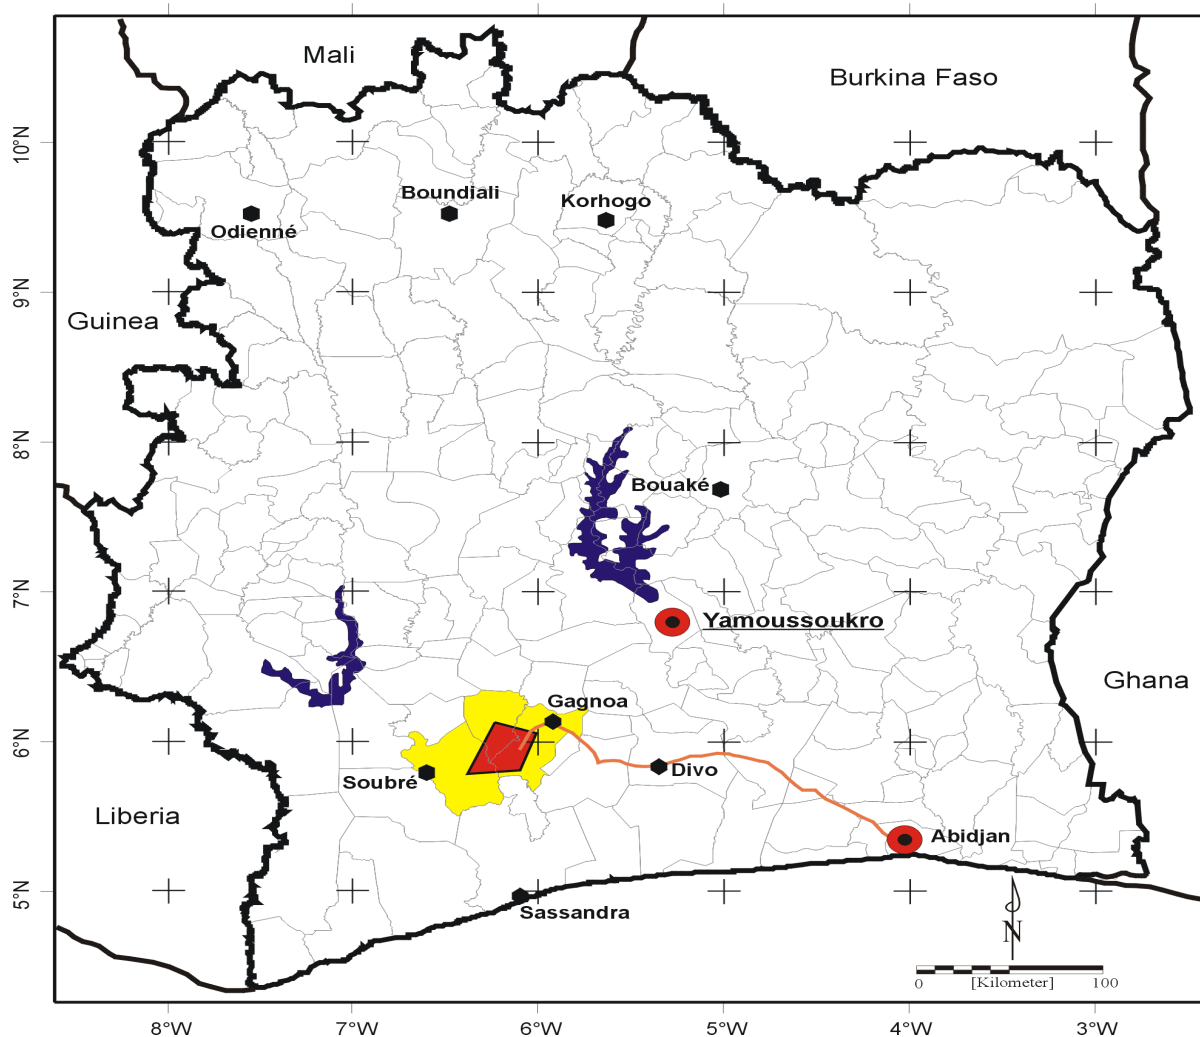 Mali
Burkina Faso
10°N
Boundiali
Korhogo
Odienné
9°N
Guinea
8°N
Bouaké
7°N
Yamoussoukro
Ghana
Gagnoa
6°N
Soubré
Divo
Liberia
Abidjan
5°N
Sassandra
N
0 [Kilometer] 100
8°W 7°W 6°W 5°W 4°W 3°W